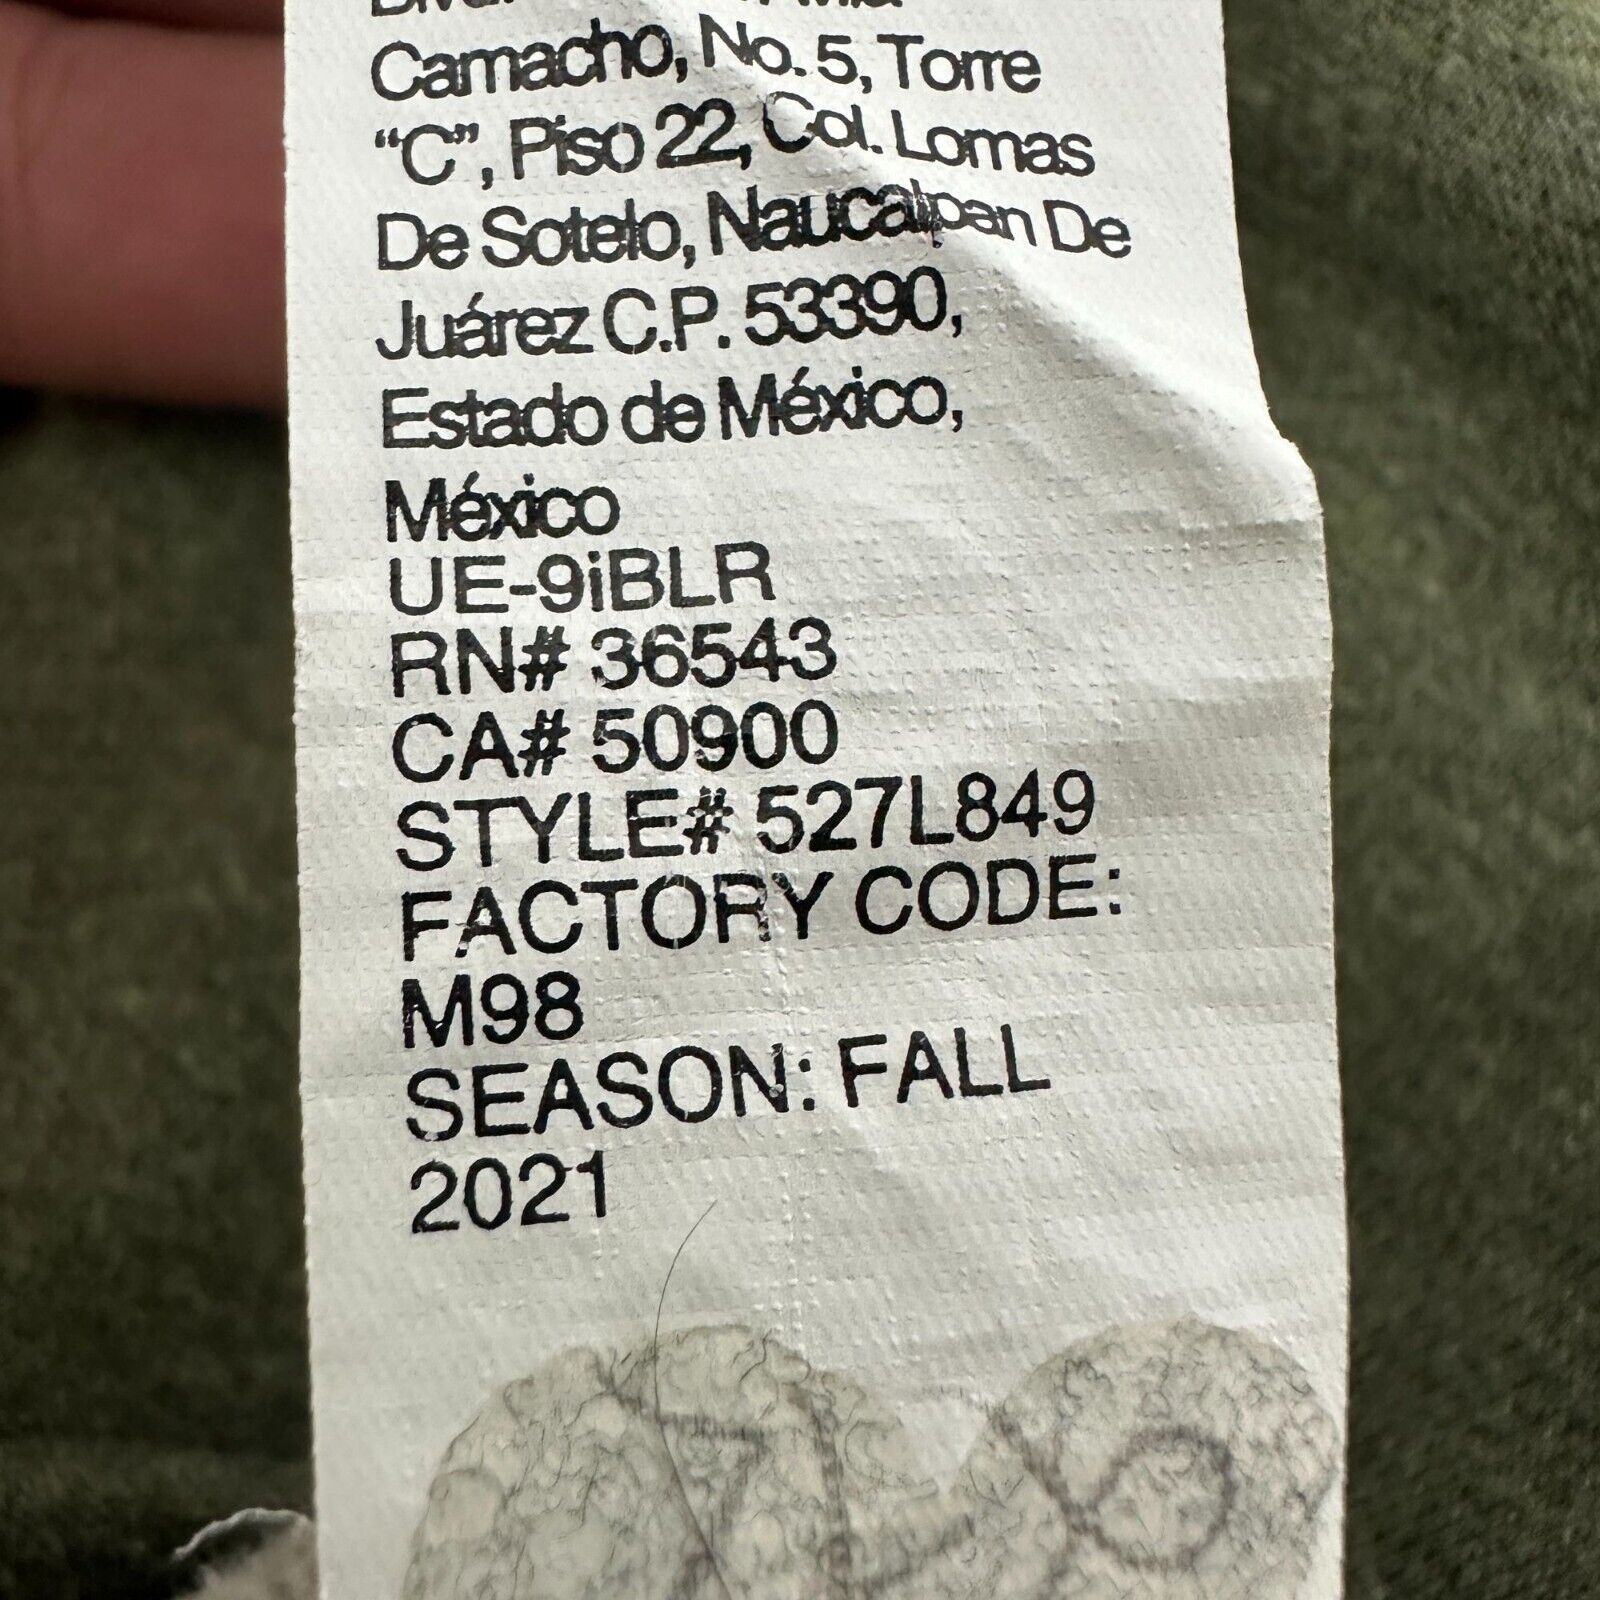 Camacho, No. 5, Torre
“C”, Piso 22, Col. Lomas
De Sotelo, Naucalpan De
Juárez C.P. 53390,
Estado de México,
México
UE-9iBLR
RN# 36543
CA# 50900
STYLE# 527L849
FACTORY CODE:
M98
SEASON: FALL
2021